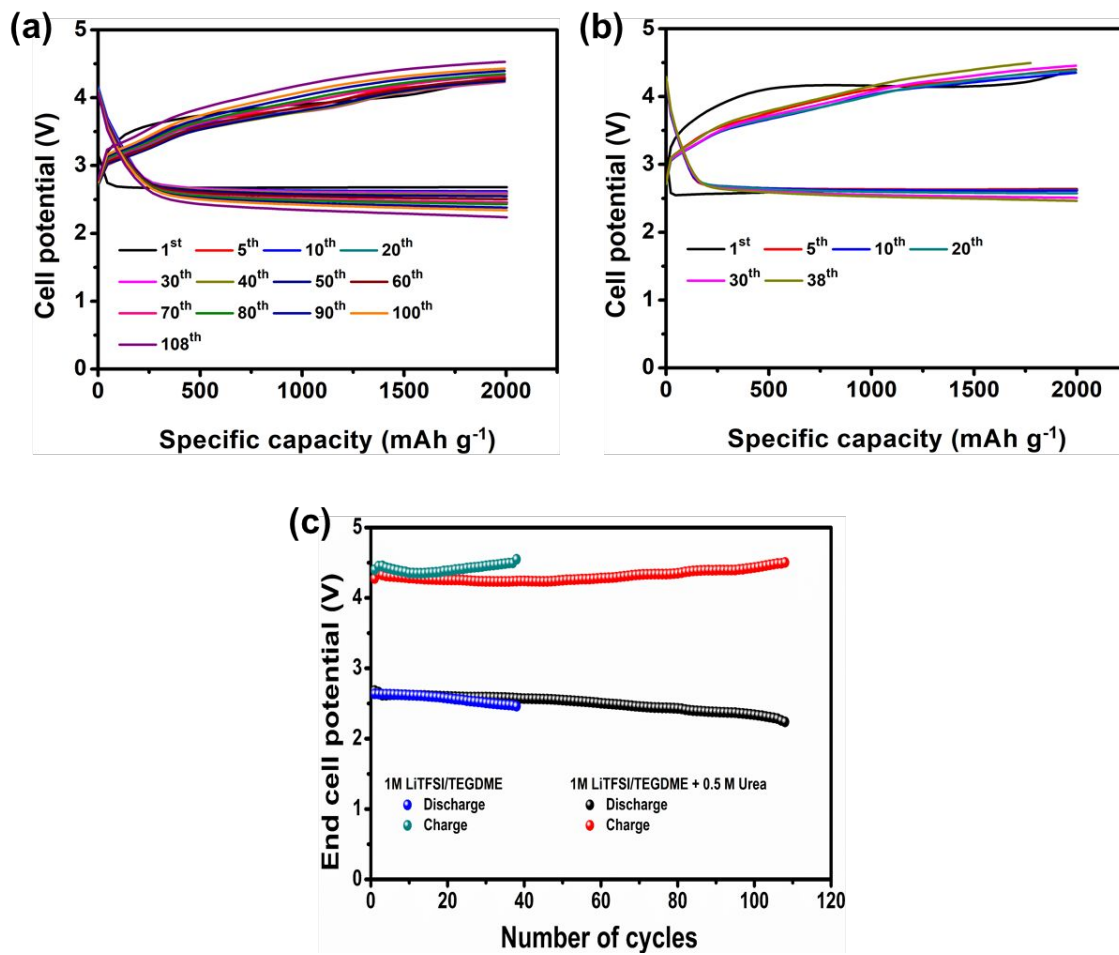 (a)
5
4
3
2
1
0
Cell potential (V)
1st 5th 10th 20th
30th 40th 50th 60th
70th 80th 90th 100th
108th
0 500 1000 1500 2000
Specific capacity (mAh g-1)
(b)
5
4
3
2
1
0
Cell potential (V)
1st 5th 10th 20th
30th 38th
0 500 1000 1500 2000
Specific capacity (mAh g-1)
(c)
5
4
3
2
1
0
End cell potential (V)
1M LiTFSI/TEGDME 1M LiTFSI/TEGDME + 0.5 M Urea
Discharge Discharge
Charge Charge
0 20 40 60 80 100 120
Number of cycles